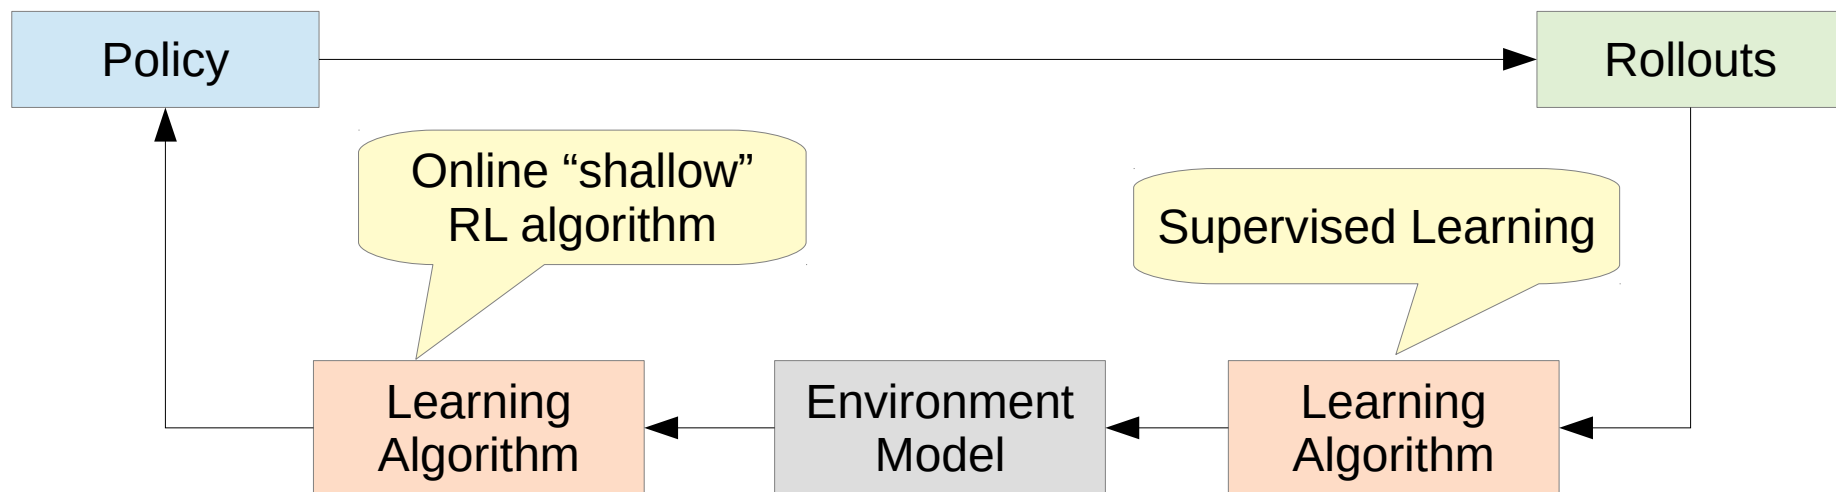 Policy
Rollouts
Online “shallow”
RL algorithm
Supervised Learning
Learning
Algorithm
Environment
Model
Learning
Algorithm